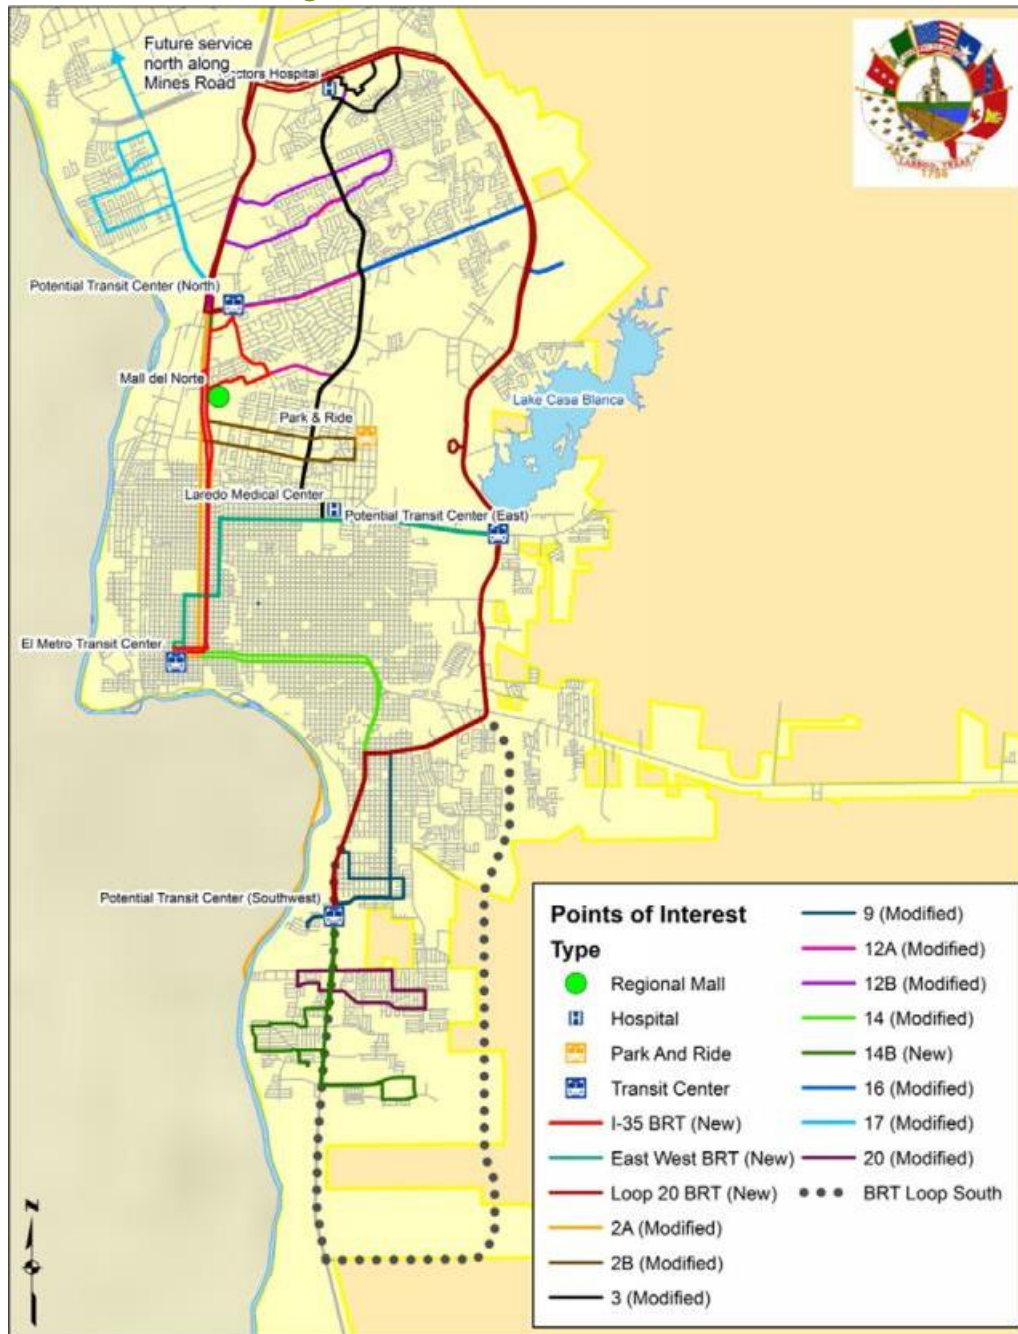 Future service
north along
Mines Road
ctors Hospital
LAREDO, TEXAS
Potential Transit Center (North)
Mall del Norte
Lake Casa Blanca
Park & Ride
Laredo Medical Center
Potential Transit Center (East)
El Metro Transit Center
Potential Transit Center (Southwest)
Points of Interest
Type
Regional Mall
Hospital
Park And Ride
Transit Center
I-35 BRT (New)
East West BRT (New)
Loop 20 BRT (New)
2A (Modified)
2B (Modified)
3 (Modified)
9 (Modified)
12A (Modified)
12B (Modified)
14 (Modified)
14B (New)
16 (Modified)
17 (Modified)
20 (Modified)
BRT Loop South
N